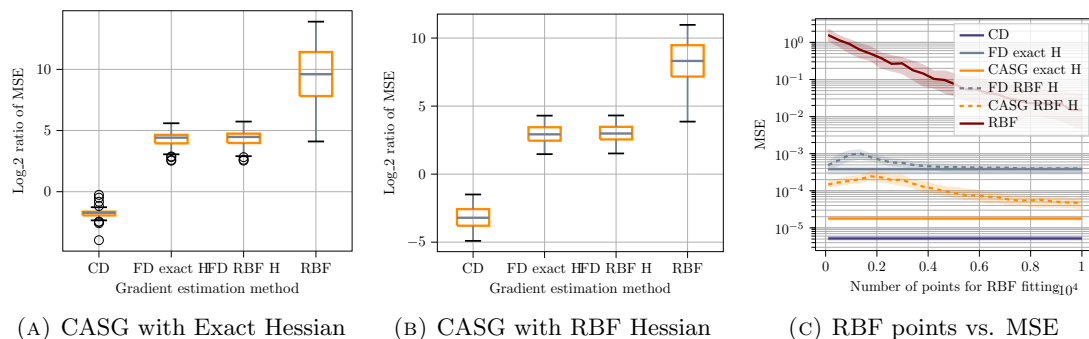 Log_2 ratio of MSE
10
5
0
CD
FD exact H
FD RBF H
RBF
Gradient estimation method
(A) CASG with Exact Hessian
Log_2 ratio of MSE
10
5
0
−5
CD
FD exact H
FD RBF H
RBF
Gradient estimation method
(B) CASG with RBF Hessian
MSE
10^0
10^−1
10^−2
10^−3
10^−4
10^−5
CD
FD exact H
CASG exact H
FD RBF H
CASG RBF H
RBF
0 0.2 0.4 0.6 0.8 1
Number of points for RBF fitting
10^4
(C) RBF points vs. MSE